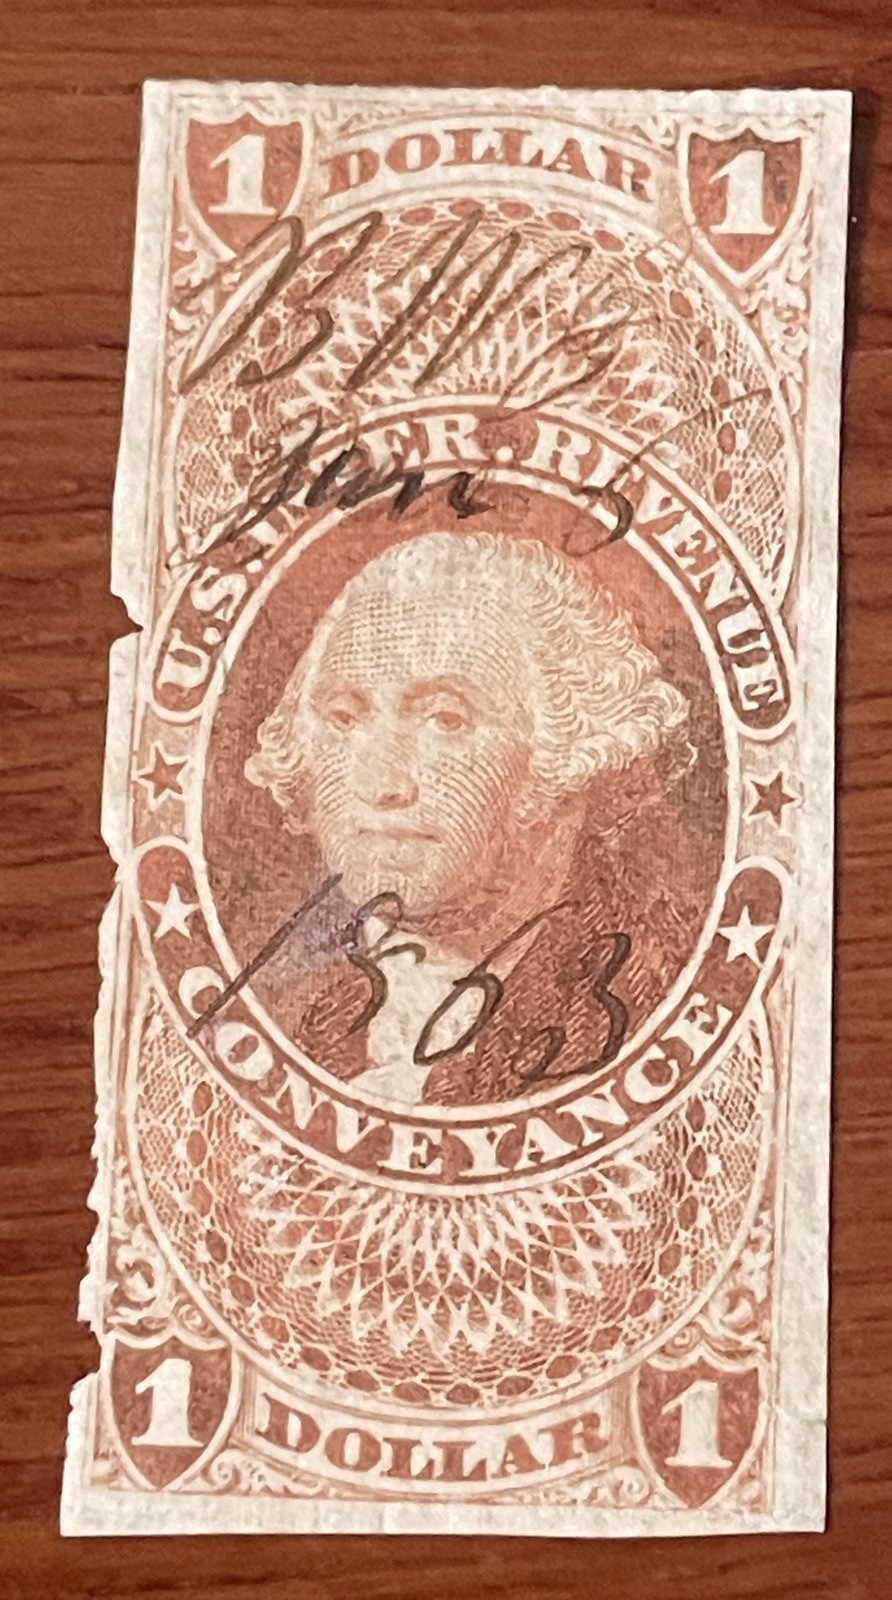 1 DOLLAR 1
U.S. INTER. REVENUE
1863
CONVEYANCE
1 DOLLAR 1